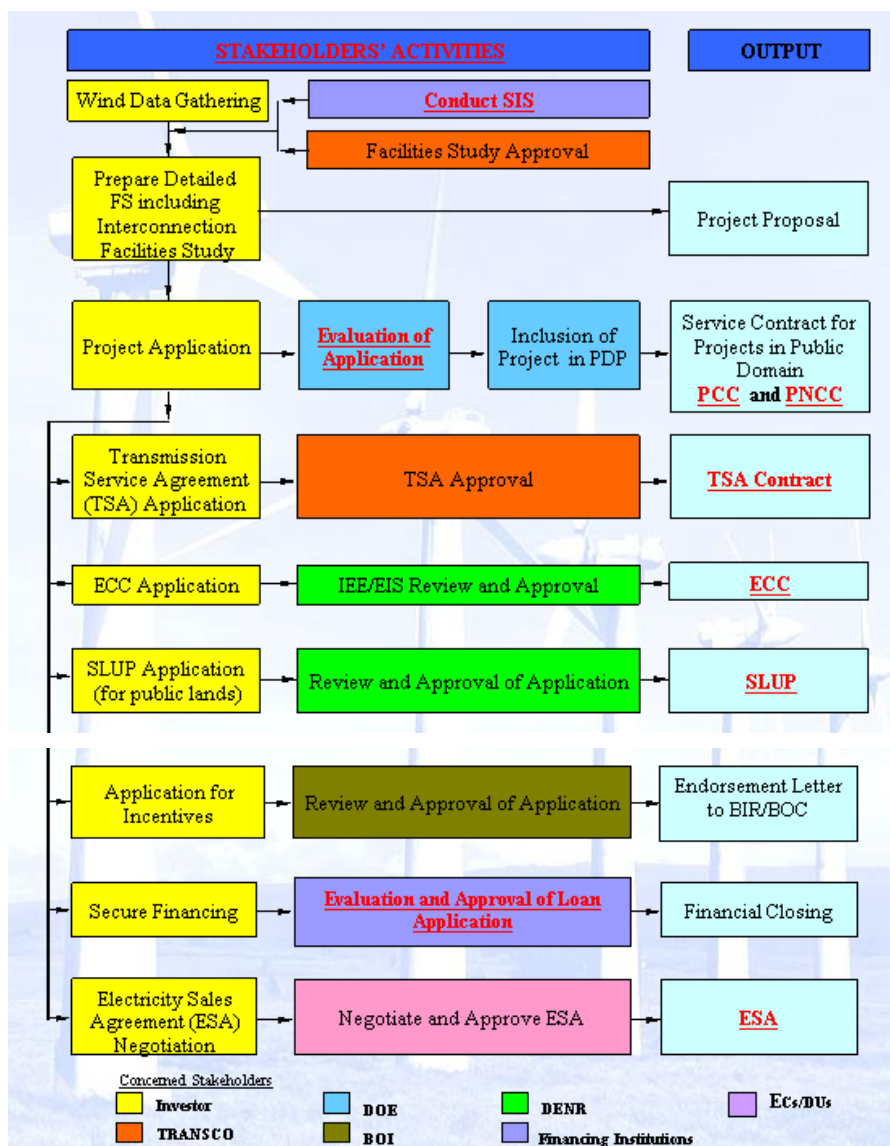 STAKEHOLDERS' ACTIVITIES
OUTPUT
Wind Data Gathering
Conduct SIS
Facilities Study Approval
Prepare Detailed
FS including
Interconnection
Facilities Study
Project Proposal
Project Application
Evaluation of
Application
Inclusion of
Project in PDP
Service Contract for
Projects in Public
Domain
PCC and PNCC
Transmission
Service Agreement
(TSA) Application
TSA Approval
TSA Contract
ECC Application
IEE/EIS Review and Approval
ECC
SLUP Application
(for public lands)
Review and Approval of Application
SLUP
Application for
Incentives
Review and Approval of Application
Endorsement Letter
to BIR/BOC
Secure Financing
Evaluation and Approval of Loan
Application
Financial Closing
Electricity Sales
Agreement (ESA)
Negotiation
Negotiate and Approve ESA
ESA
Concerned Stakeholders
Investor
DOE
DENR
ECs/DUs
TRANSCO
BOI
Financing Institutions